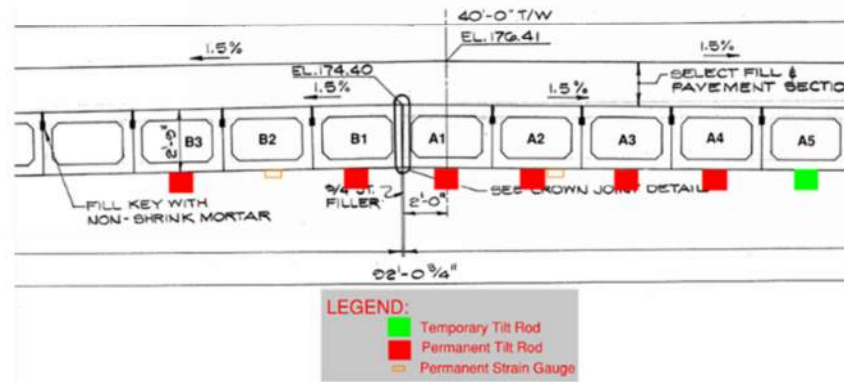 40'-0" T/W
EL.176.41
1.5%
1.5%
EL.174.40
1.5%
1.5%
SELECT FILL &
PAVEMENT SECTIO
B3
B2
B1
A1
A2
A3
A4
A5
2'-9"
3/4 JT.
FILLER
2'-0"
SEE CROWN JOINT DETAIL
FILL KEY WITH
NON-SHRINK MORTAR
92'-0 3/4"
LEGEND:
Temporary Tilt Rod
Permanent Tilt Rod
Permanent Strain Gauge